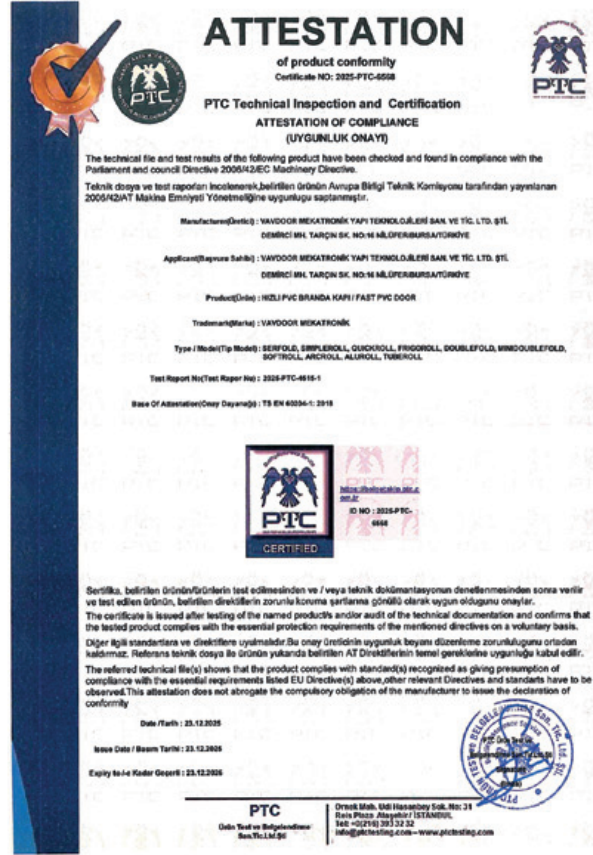 ATTESTATION
of product conformity
Certificate NO: 2025-PTC-6568
PTC
PTC
PTC Technical Inspection and Certification
ATTESTATION OF COMPLIANCE
(UYGUNLUK ONAYI)
The technical file and test results of the following product have been checked and found in compliance with the
Parliament and council Directive 2006/42/EC Machinery Directive.
Teknik dosya ve test raporları incelenerek,belirtilen ürünün Avrupa Birliği Teknik Komisyonu tarafından yayınlanan
2006/42/AT Makina Emniyeti Yönetmeliğine uygunlugu saptanmıştır.
Manufacturer(Üretici) : VAVDOOR MEKATRONİK YAPI TEKNOLOJİLERİ SAN. VE TİC. LTD. ŞTİ.
DEMİRCİ MH. TARÇIN SK. NO:16 NİLÜFER/BURSA/TÜRKİYE
Applicant(Başvuru Sahibi) : VAVDOOR MEKATRONİK YAPI TEKNOLOJİLERİ SAN. VE TİC. LTD. ŞTİ.
DEMİRCİ MH. TARÇIN SK. NO:16 NİLÜFER/BURSA/TÜRKİYE
Product(Ürün) : HIZLI PVC BRANDA KAPI / FAST PVC DOOR
Trademark(Marka) : VAVDOOR MEKATRONİK
Type / Model(Tip Model) : SERFOLD, SIMPLEROLL, QUICKROLL, FRIGOROLL, DOUBLEFOLD, MINIDOUBLEFOLD,
SOFTROLL, ARCROLL, ALUROLL, TUBEROLL
Test Report No(Test Rapor No) : 2025-PTC-4615-1
Base Of Attestation(Onay Dayanağı) : TS EN 60204-1: 2018
PTC
CERTIFIED
ID NO : 2025-PTC-
6568
Sertifika, belirtilen ürünün/ürünlerin test edilmesinden ve / veya teknik dokümantasyonun denetlenmesinden sonra verilir
ve test edilen ürünün, belirtilen direktiflerin zorunlu koruma şartlarına gönüllü olarak uygun oldugunu onaylar.
The certificate is issued after testing of the named product/s and/or audit of the technical documentation and confirms that
the tested product complies with the essential protection requirements of the mentioned directives on a voluntary basis.
Diğer ilgili standartlara ve direktiflere uyulmalıdır.Bu onay üreticinin uygunluk beyanı düzenleme zorunlulugunu ortadan
kaldırmaz. Referans teknik dosya ile ürünün yukarıda belirtilen AT Direktiflerinin temel gereklerine uygunluğu kabul edilir.
The referred technical file(s) shows that the product complies with standard(s) recognized as giving presumption of
compliance with the essential requirements listed EU Directive(s) above,other relevant Directives and standarts have to be
observed.This attestation does not abrogate the compulsory obligation of the manufacturer to issue the declaration of
conformity
Date /Tarih : 23.12.2025
Issue Date / Basım Tarihi : 23.12.2025
Expiry to/-e Kadar Geçerli : 23.12.2026
PTC
Ürün Test ve Belgelendirme
San.Tic.Ltd.Şti
Ornek Mah. Udi Hasanbey Sok. No: 31
Reis Plaza Ataşehir/ İSTANBUL
Tel: +0(216) 393 32 32
info@ptctesting.com – www.ptctesting.com